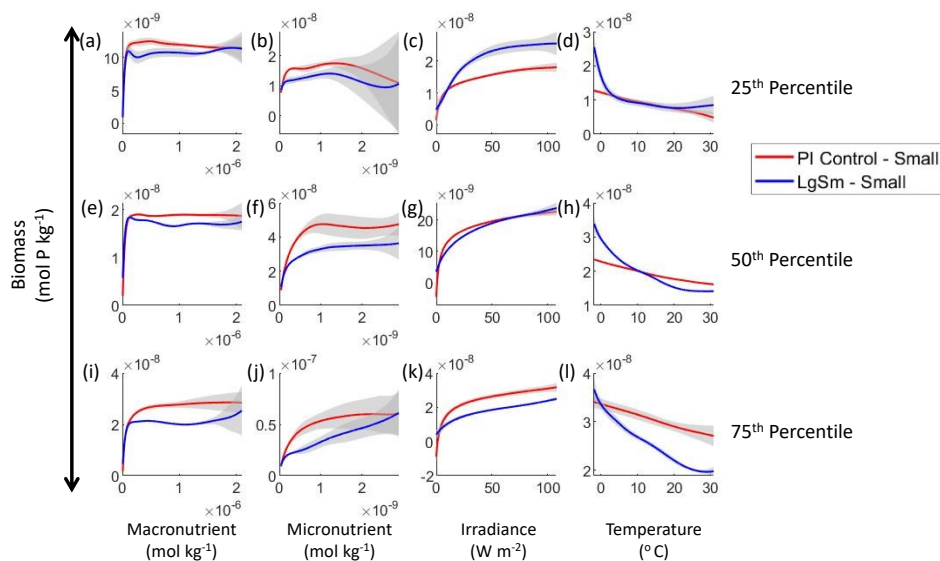 ×10⁻⁹ ×10⁻⁸ ×10⁻⁸ ×10⁻⁸
(a) (b) (c) (d)
10 5 0
2 1 0
3 2 1 0
3 2 1 0
0 1 2 0 1 2 0 50 100 0 10 20 30
×10⁻⁶ ×10⁻⁹
25th Percentile
PI Control - Small
LgSm - Small
×10⁻⁸ ×10⁻⁸ ×10⁻⁹ ×10⁻⁸
(e) (f) (g) (h)
2 1 0
8 6 4 2 0
20 10 0
4 3 2 1
0 1 2 0 1 2 0 50 100 0 10 20 30
×10⁻⁶ ×10⁻⁹
50th Percentile
×10⁻⁸ ×10⁻⁷ ×10⁻⁸ ×10⁻⁸
(i) (j) (k) (l)
4 2 0
1 0.5 0
4 2 0 -2
4 3 2
0 1 2 0 1 2 0 50 100 0 10 20 30
×10⁻⁶ ×10⁻⁹
75th Percentile
Biomass
(mol P kg⁻¹)
Macronutrient
(mol kg⁻¹)
Micronutrient
(mol kg⁻¹)
Irradiance
(W m⁻²)
Temperature
(° C)